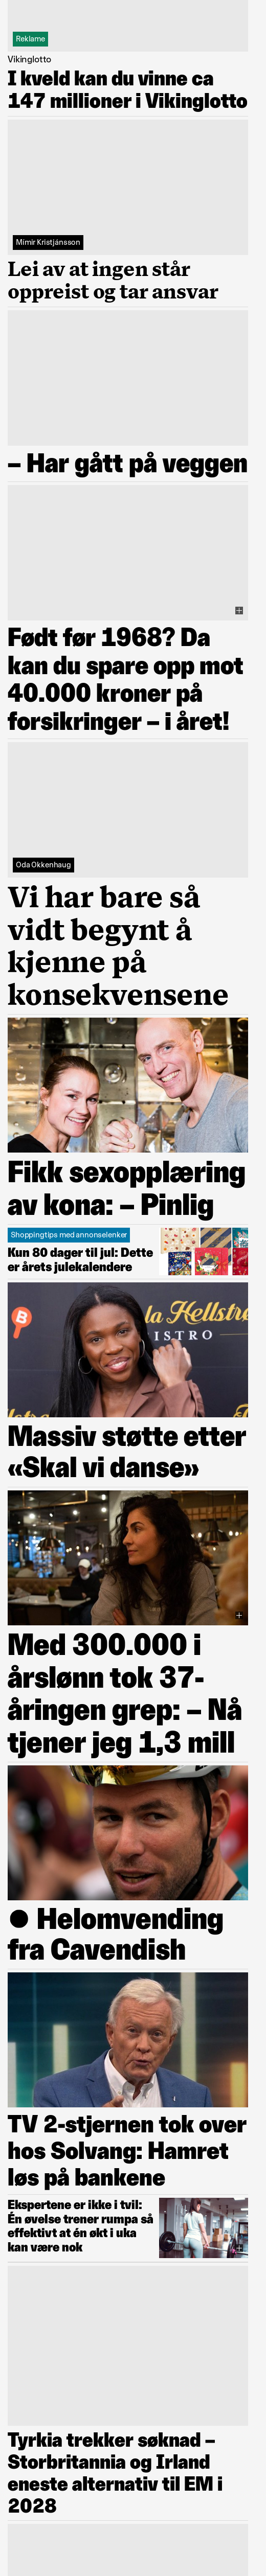 Reklame
Vikinglotto
I kveld kan du vinne ca
147 millioner i Vikinglotto
Mímir Kristjánsson
Lei av at ingen står
oppreist og tar ansvar
– Har gått på veggen
Født før 1968? Da
kan du spare opp mot
40.000 kroner på
forsikringer – i året!
Oda Okkenhaug
Vi har bare så
vidt begynt å
kjenne på
konsekvensene
Fikk sexopplæring
av kona: – Pinlig
Shoppingtips med annonselenker
Kun 80 dager til jul: Dette
er årets julekalendere
la Hellstrø
ISTRO
Massiv støtte etter
«Skal vi danse»
Med 300.000 i
årslønn tok 37-
åringen grep: – Nå
tjener jeg 1,3 mill
● Helomvending
fra Cavendish
TV 2-stjernen tok over
hos Solvang: Hamret
løs på bankene
Ekspertene er ikke i tvil:
Én øvelse trener rumpa så
effektivt at én økt i uka
kan være nok
Tyrkia trekker søknad –
Storbritannia og Irland
eneste alternativ til EM i
2028